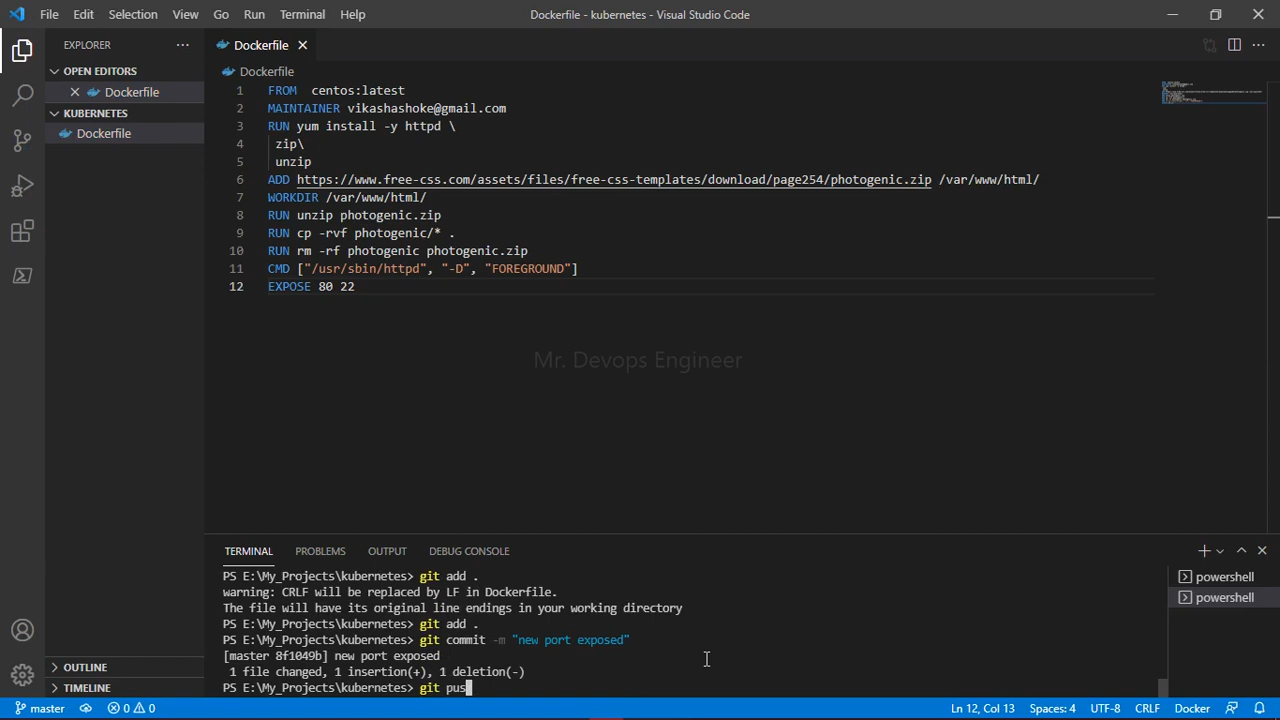 File Edit Selection View Go Run Terminal Help
Dockerfile - kubernetes - Visual Studio Code
EXPLORER
OPEN EDITORS
Dockerfile
KUBERNETES
Dockerfile
OUTLINE
TIMELINE
Dockerfile
Dockerfile
1 FROM  centos:latest
2 MAINTAINER vikashashoke@gmail.com
3 RUN yum install -y httpd \
4 zip\
5 unzip
6 ADD https://www.free-css.com/assets/files/free-css-templates/download/page254/photogenic.zip /var/www/html/
7 WORKDIR /var/www/html/
8 RUN unzip photogenic.zip
9 RUN cp -rvf photogenic/* .
10 RUN rm -rf photogenic photogenic.zip
11 CMD ["/usr/sbin/httpd", "-D", "FOREGROUND"]
12 EXPOSE 80 22
Mr. Devops Engineer
TERMINAL PROBLEMS OUTPUT DEBUG CONSOLE
PS E:\My_Projects\kubernetes> git add .
warning: CRLF will be replaced by LF in Dockerfile.
The file will have its original line endings in your working directory
PS E:\My_Projects\kubernetes> git add .
PS E:\My_Projects\kubernetes> git commit -m "new port exposed"
[master 8f1049b] new port exposed
1 file changed, 1 insertion(+), 1 deletion(-)
PS E:\My_Projects\kubernetes> git pus
powershell
powershell
master 0 0 Ln 12, Col 13 Spaces: 4 UTF-8 CRLF Docker